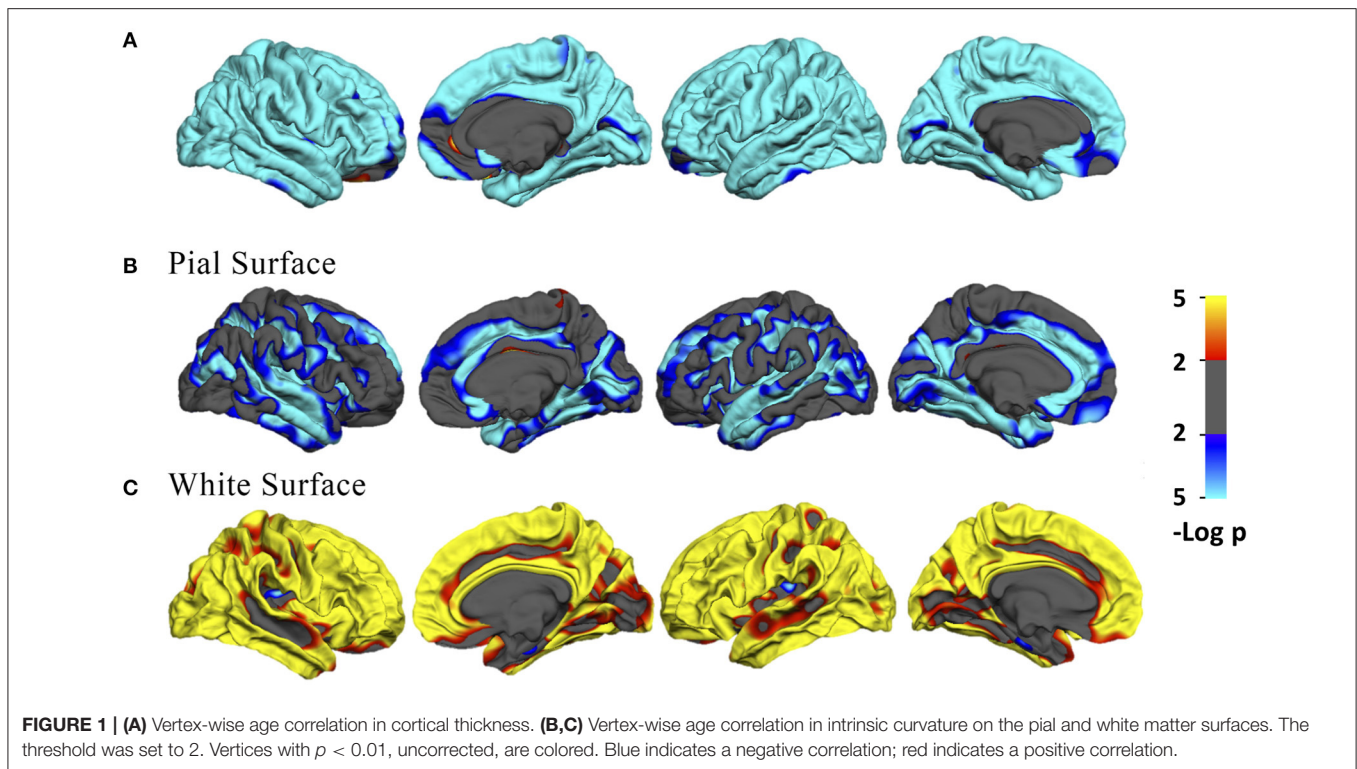 A
B Pial Surface
5
2
2
5
-Log p
C White Surface
FIGURE 1 | (A) Vertex-wise age correlation in cortical thickness. (B,C) Vertex-wise age correlation in intrinsic curvature on the pial and white matter surfaces. The
threshold was set to 2. Vertices with p < 0.01, uncorrected, are colored. Blue indicates a negative correlation; red indicates a positive correlation.